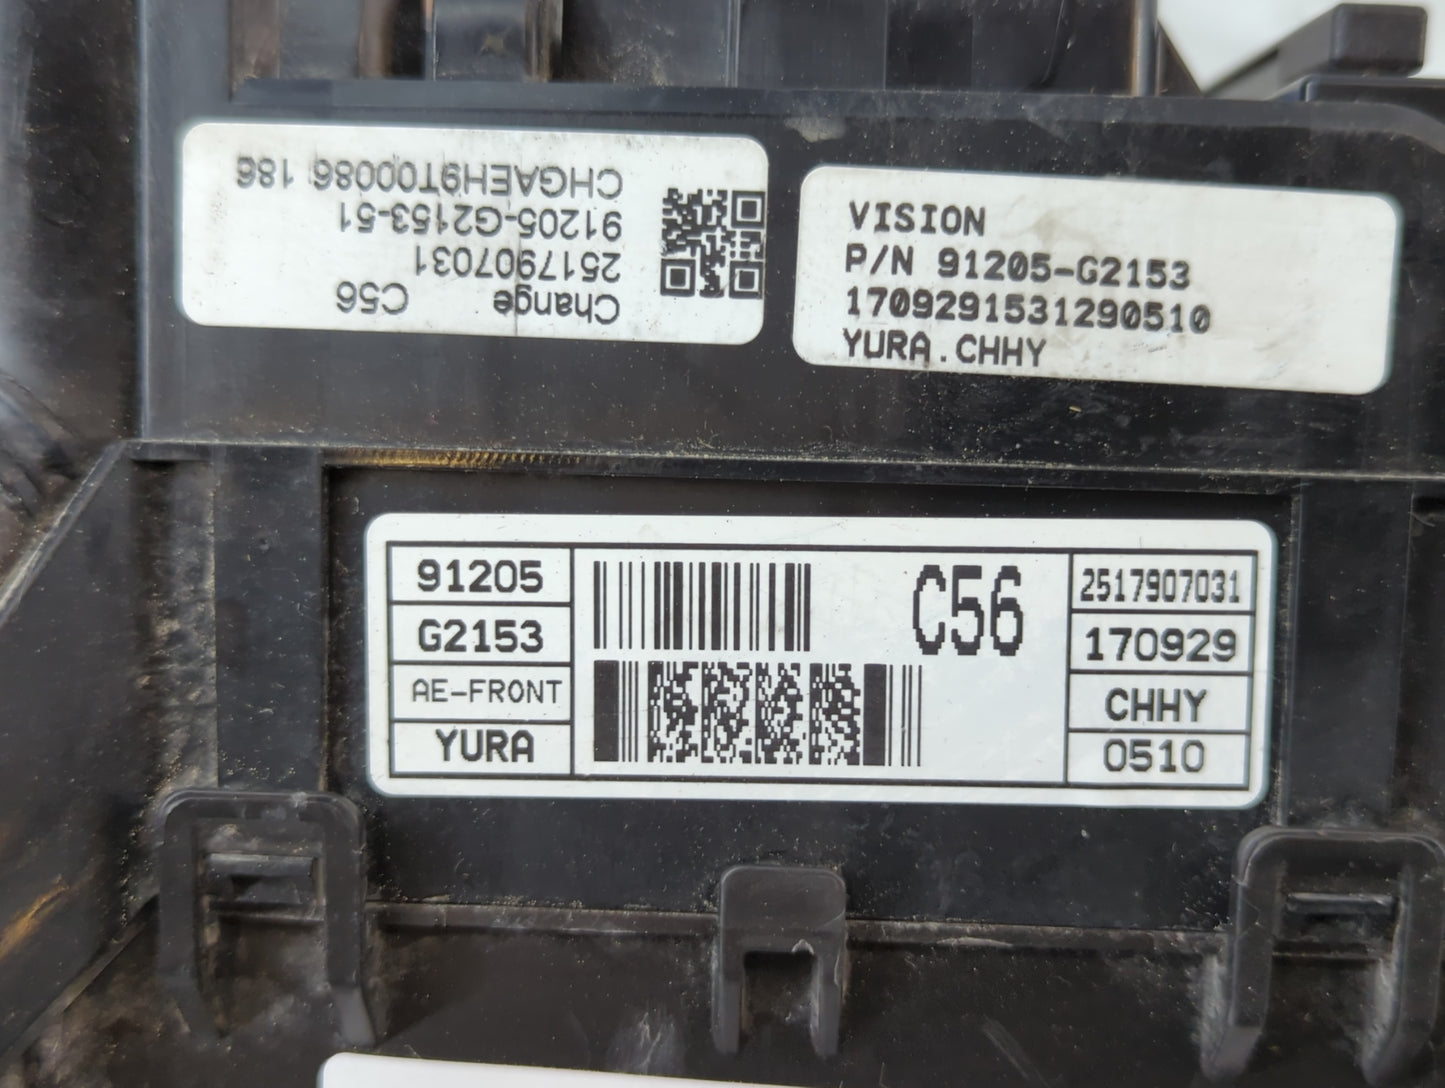 Change C56
2517907031
91205-G2153-51
CHGAEH9T00086 186
VISION
P/N 91205-G2153
1709291531290510
YURA.CHHY
91205
G2153
AE-FRONT
YURA
C56
2517907031
170929
CHHY
0510